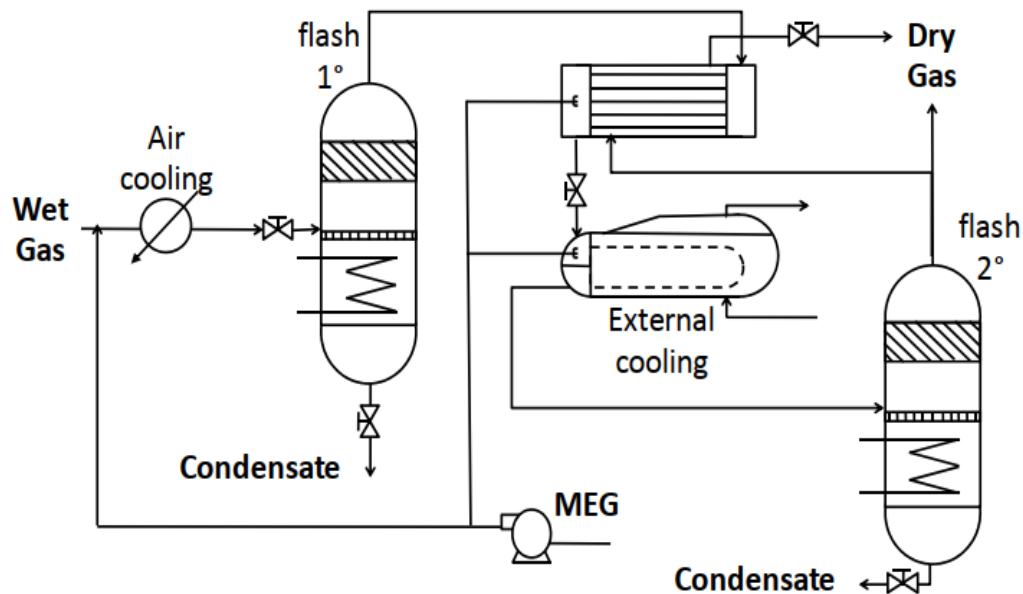 flash
1°
Air
cooling
Wet
Gas
Dry
Gas
flash
2°
External
cooling
Condensate
MEG
Condensate